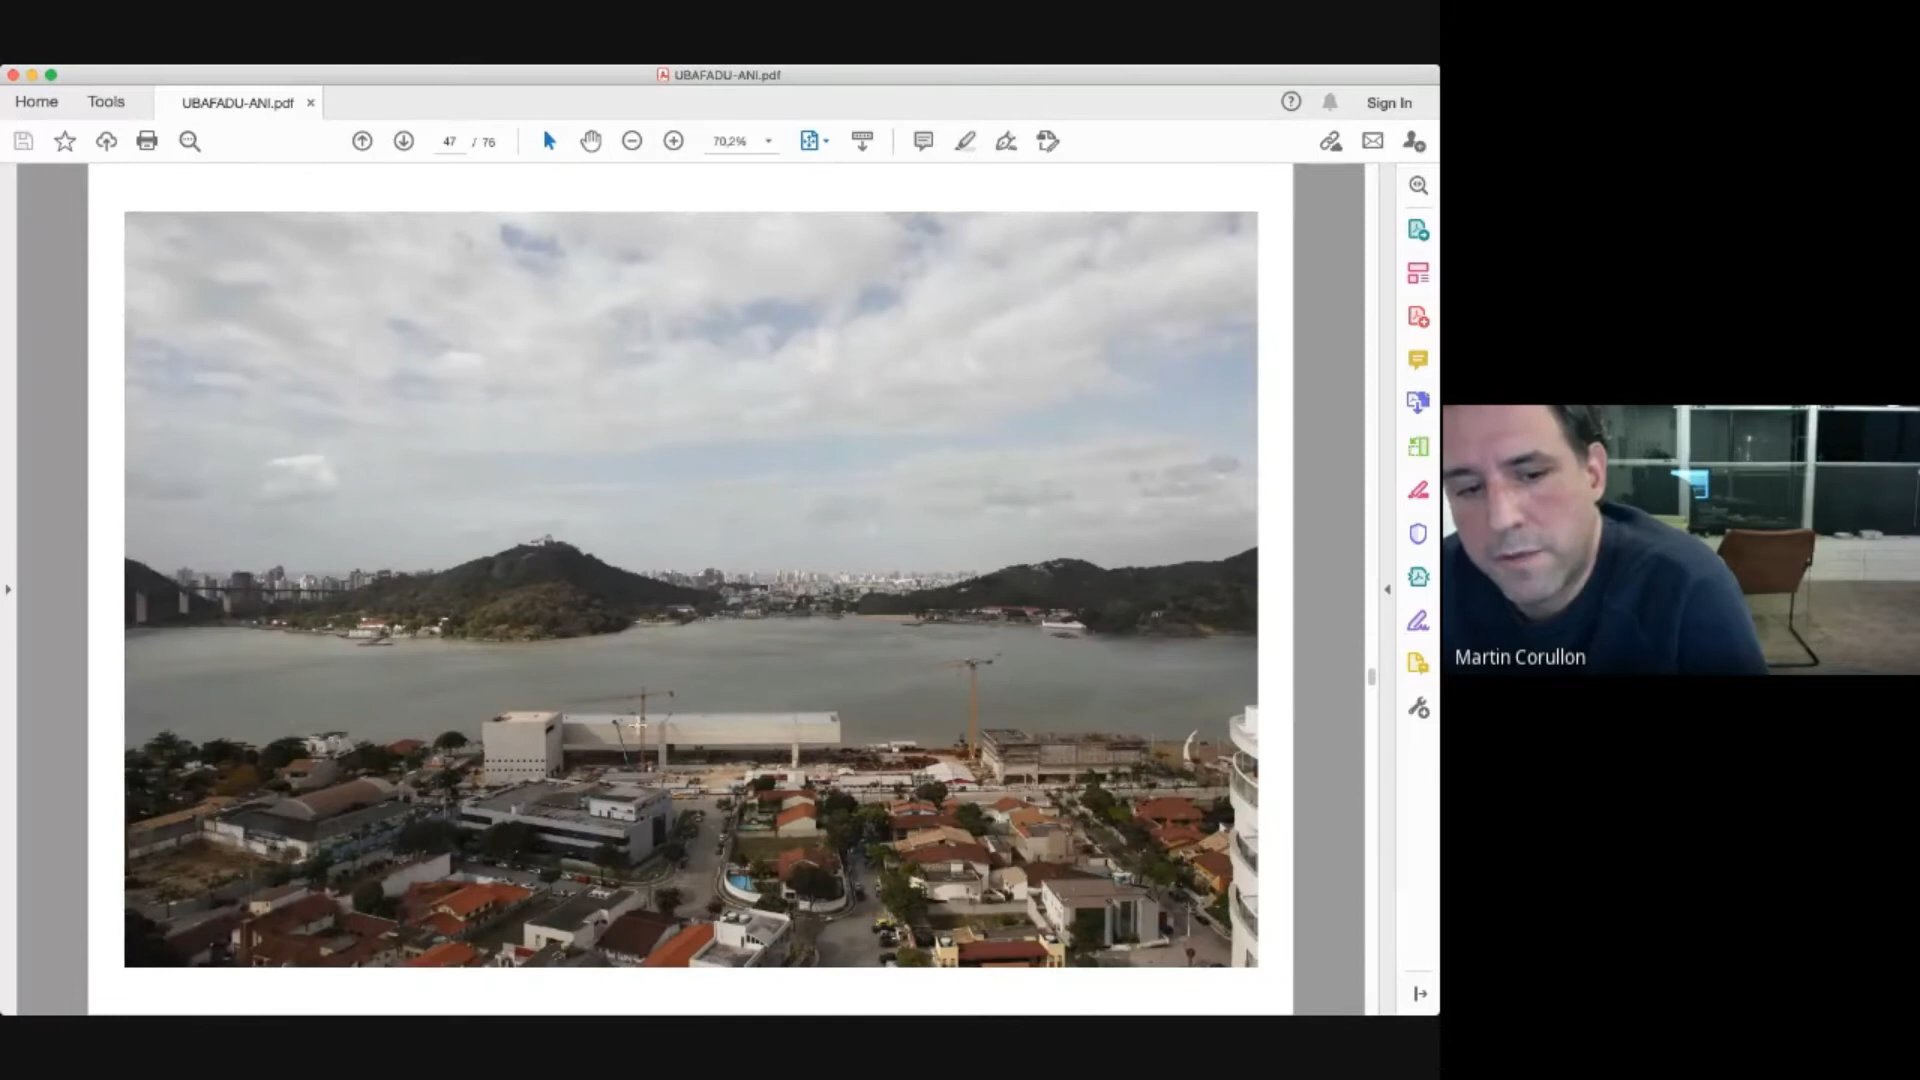 UBAFADU-ANI.pdf
Home
Tools
UBAFADU-ANI.pdf
Sign In
47 / 76
70,2%
Martin Corullon